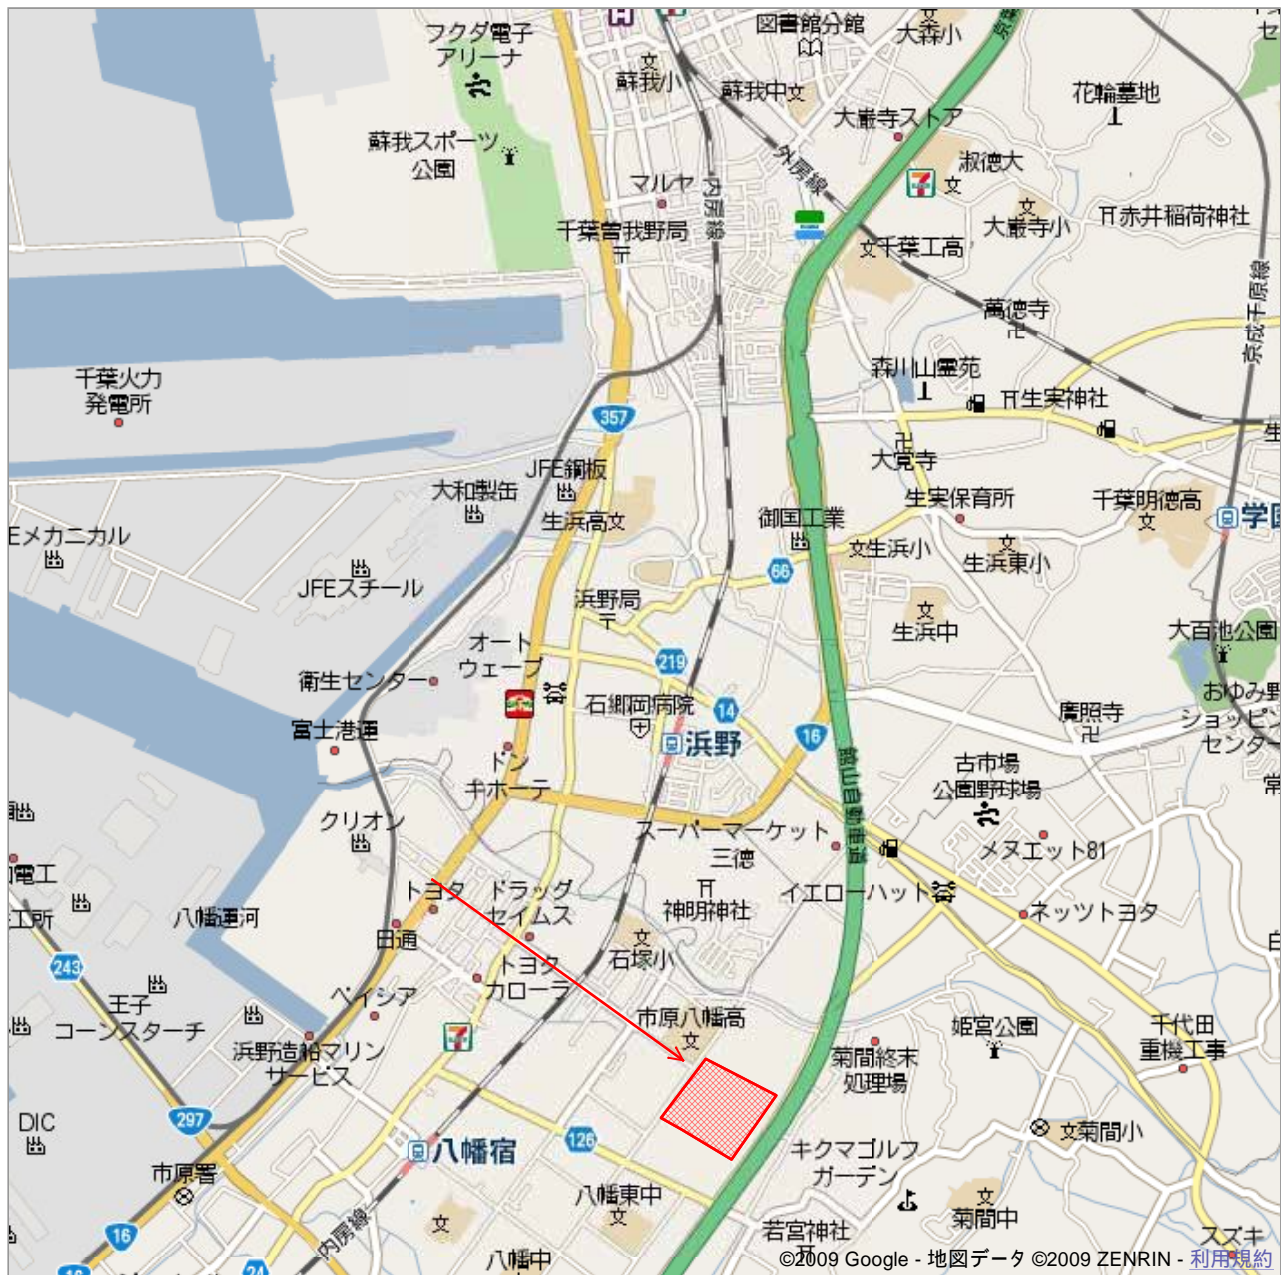 フクダ電子
アリーナ
図書館分館
大森小
蘇我小
蘇我中
大巌寺ストア
花輪墓地
蘇我スポーツ
公園
外房線
淑徳大
マルヤ
内房線
大巌寺小
赤井稲荷神社
千葉曽我野局
千葉工高
萬徳寺
京成千原線
千葉火力
発電所
森川山霊苑
生実神社
357
大覚寺
JFE鋼板
大和製缶
生浜高
御国工業
生実保育所
千葉明徳高
Eメカニカル
生浜小
生浜東小
66
JFEスチール
浜野局
生浜中
大百池公園
オート
ウェーブ
219
衛生センター
石郷岡病院
14
おゆみ野
ショッピン
センター
廣照寺
富士港運
浜野
16
館山自動車道
古市場
公園野球場
ドン
キホーテ
クリオン
スーパーマーケット
三徳
メヌエット81
電工
トヨタ
ドラッグ
セイムス
イエローハット
神明神社
ネッツトヨタ
工所
八幡運河
日通
石塚小
243
トヨタ
カローラ
王子
コーンスターチ
ベイシア
市原八幡高
姫宮公園
千代田
重機工事
浜野造船マリン
サービス
菊間終末
処理場
DIC
297
八幡宿
126
菊間小
キクマゴルフ
ガーデン
市原署
八幡東中
菊間中
16
内房線
若宮神社
スズキ
八幡中
24
16
©2009 Google - 地図データ ©2009 ZENRIN - 利用規約